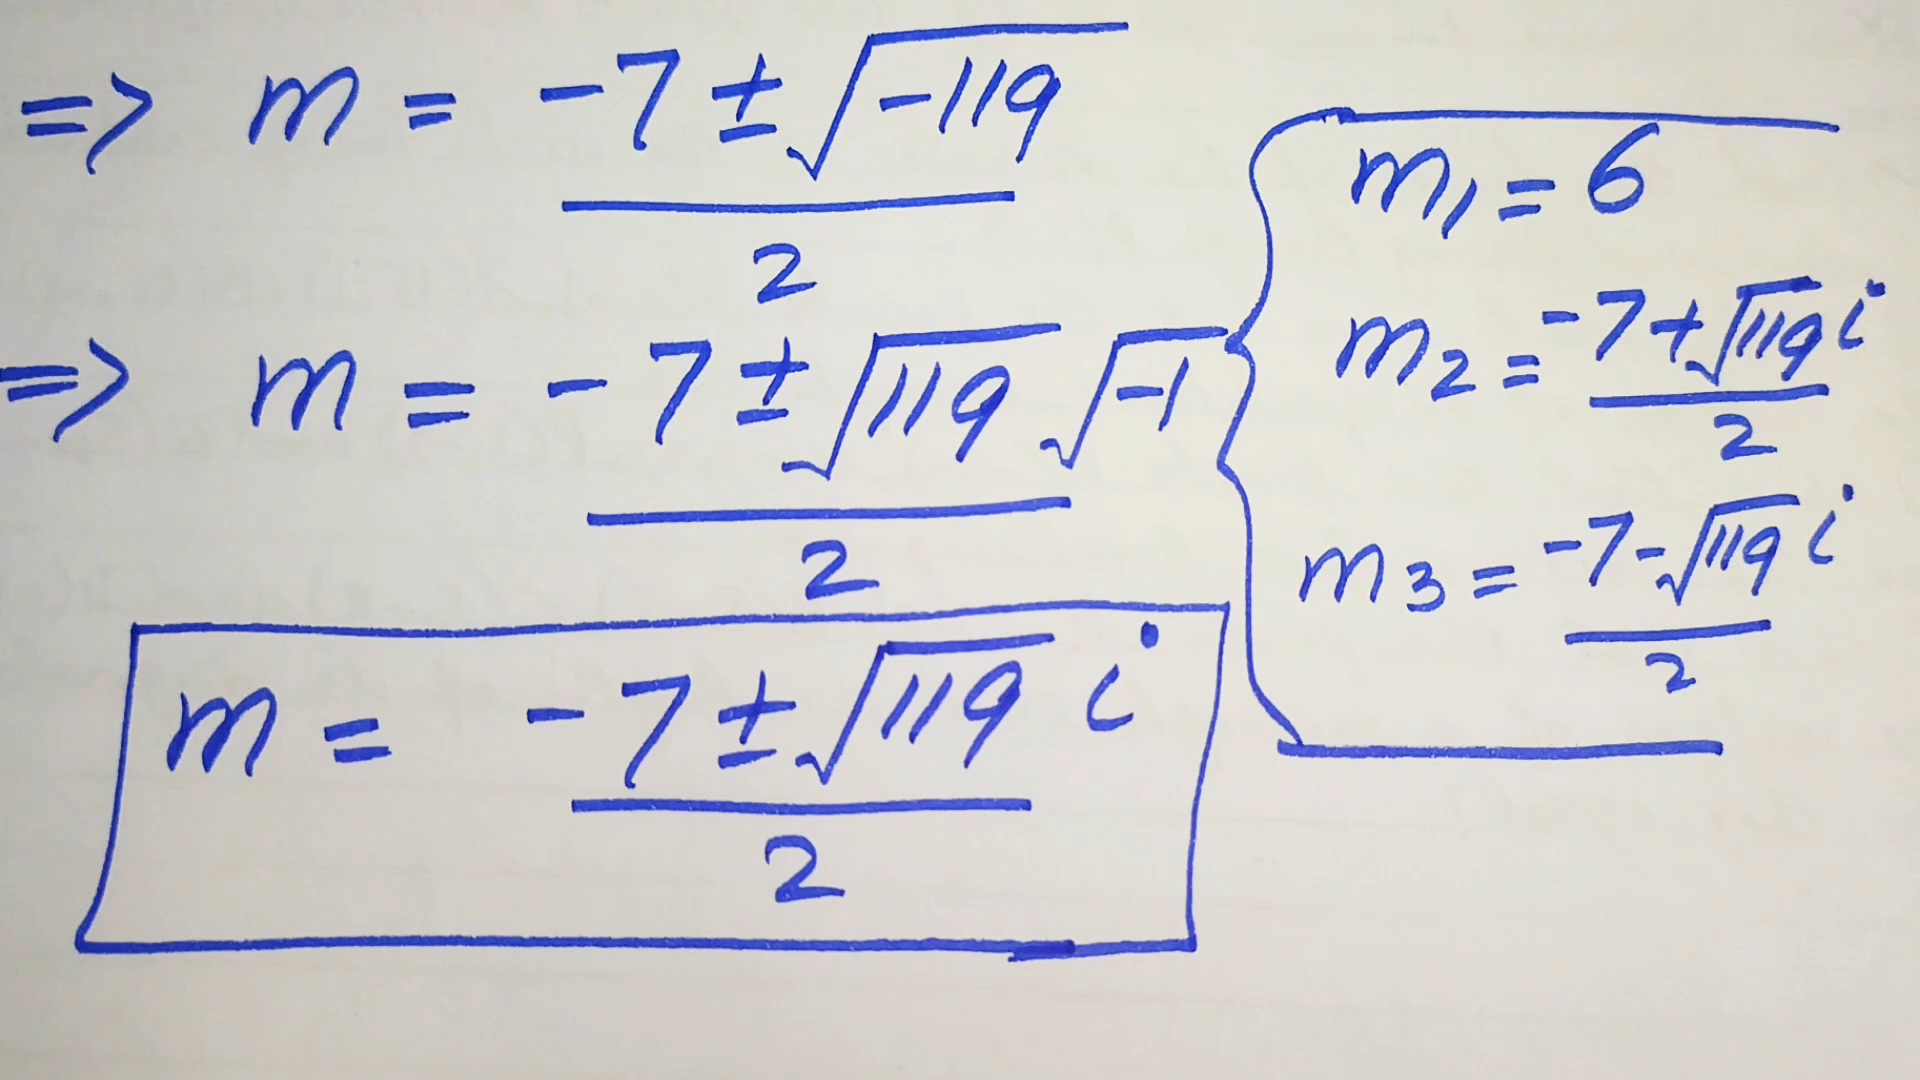 => m = -7 ± √-119 / 2
=> m = -7 ± √119 √-1 / 2
m = -7 ± √119 i / 2
m1 = 6
m2 = -7 + √119 i / 2
m3 = -7 - √119 i / 2